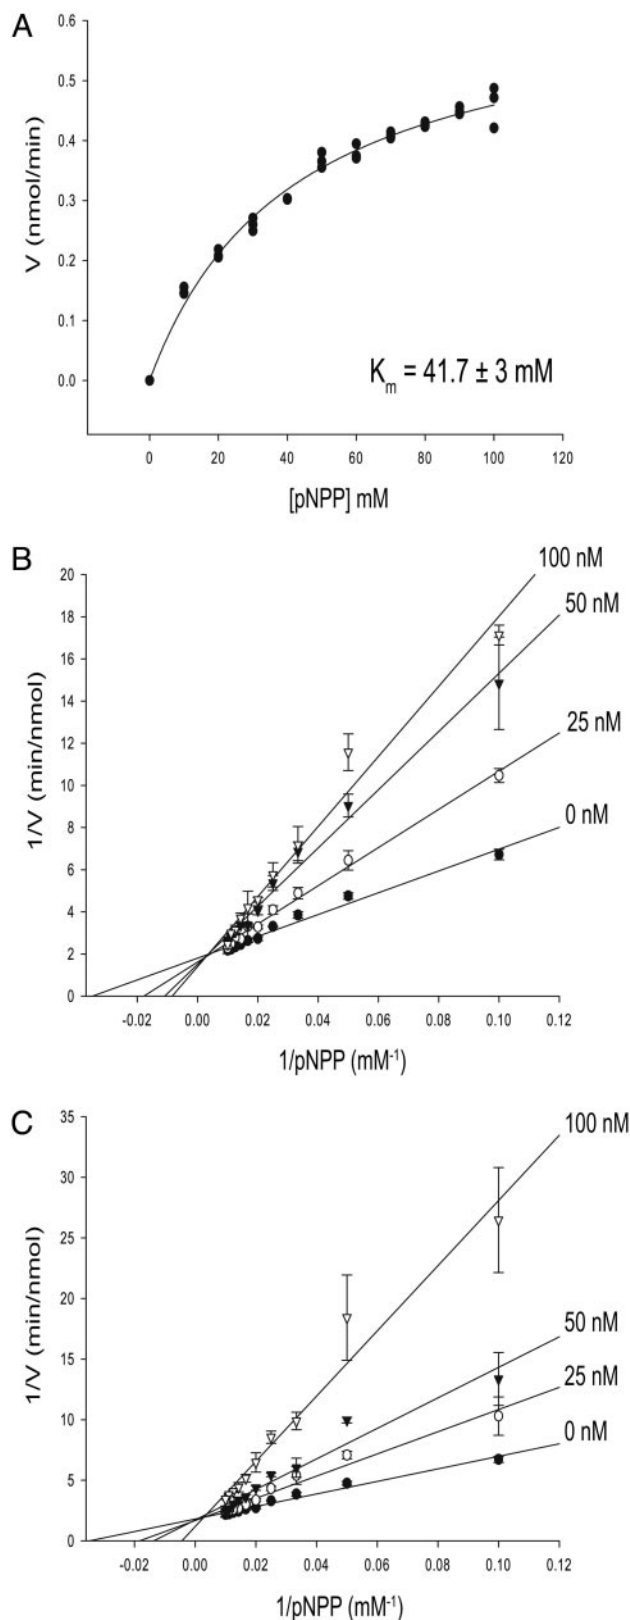 A
0.6
0.5
0.4
0.3
0.2
0.1
0.0
V (nmol/min)
Km = 41.7 ± 3 mM
0 20 40 60 80 100 120
[pNPP] mM
B
100 nM
50 nM
25 nM
0 nM
20
18
16
14
12
10
8
6
4
2
0
1/V (min/nmol)
-0.02 0.00 0.02 0.04 0.06 0.08 0.10 0.12
1/pNPP (mM-1)
C
100 nM
50 nM
25 nM
0 nM
35
30
25
20
15
10
5
0
1/V (min/nmol)
-0.02 0.00 0.02 0.04 0.06 0.08 0.10 0.12
1/pNPP (mM-1)